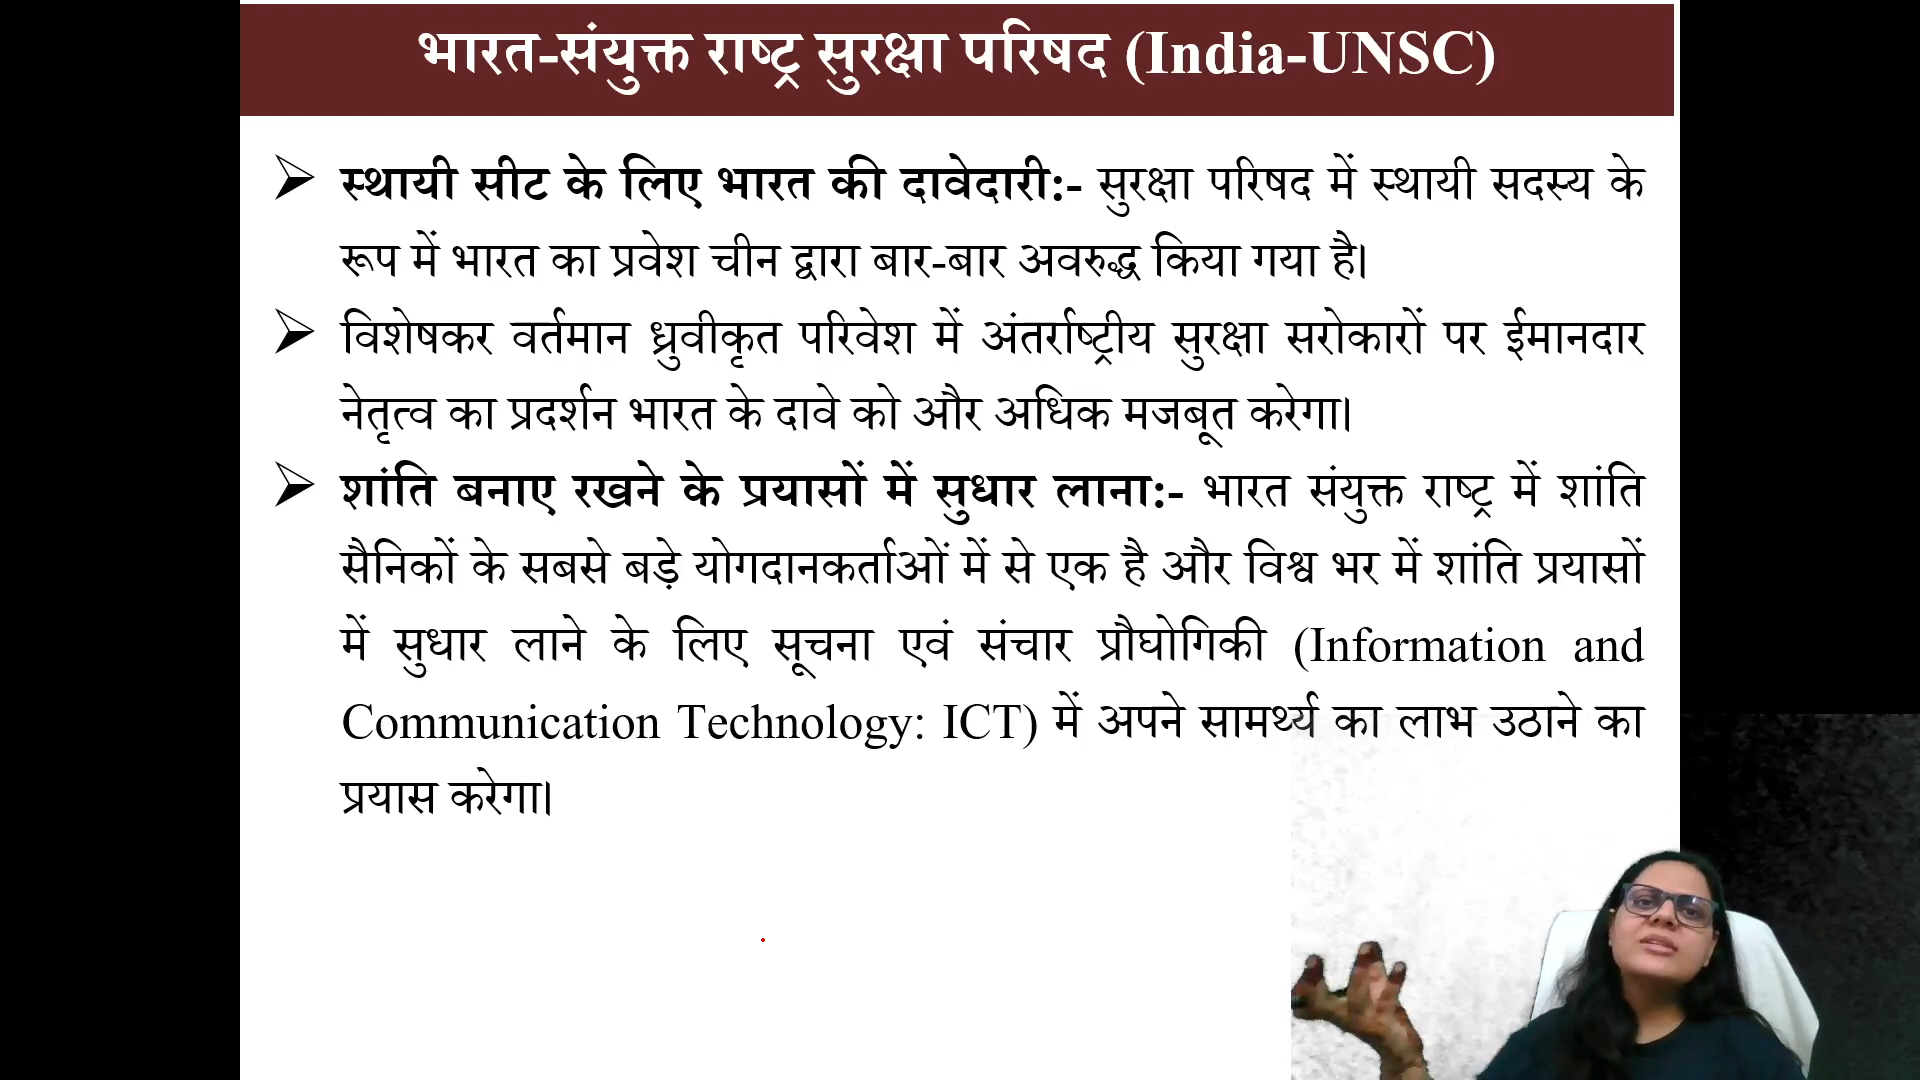 भारत-संयुक्त राष्ट्र सुरक्षा परिषद (India-UNSC)
➢ स्थायी सीट के लिए भारत की दावेदारी:- सुरक्षा परिषद में स्थायी सदस्य के
रूप में भारत का प्रवेश चीन द्वारा बार-बार अवरुद्ध किया गया है।
➢ विशेषकर वर्तमान ध्रुवीकृत परिवेश में अंतर्राष्ट्रीय सुरक्षा सरोकारों पर ईमानदार
नेतृत्व का प्रदर्शन भारत के दावे को और अधिक मजबूत करेगा।
➢ शांति बनाए रखने के प्रयासों में सुधार लाना:- भारत संयुक्त राष्ट्र में शांति
सैनिकों के सबसे बड़े योगदानकर्ताओं में से एक है और विश्व भर में शांति प्रयासों
में सुधार लाने के लिए सूचना एवं संचार प्रौघोगिकी (Information and
Communication Technology: ICT) में अपने सामर्थ्य का लाभ उठाने का
प्रयास करेगा।